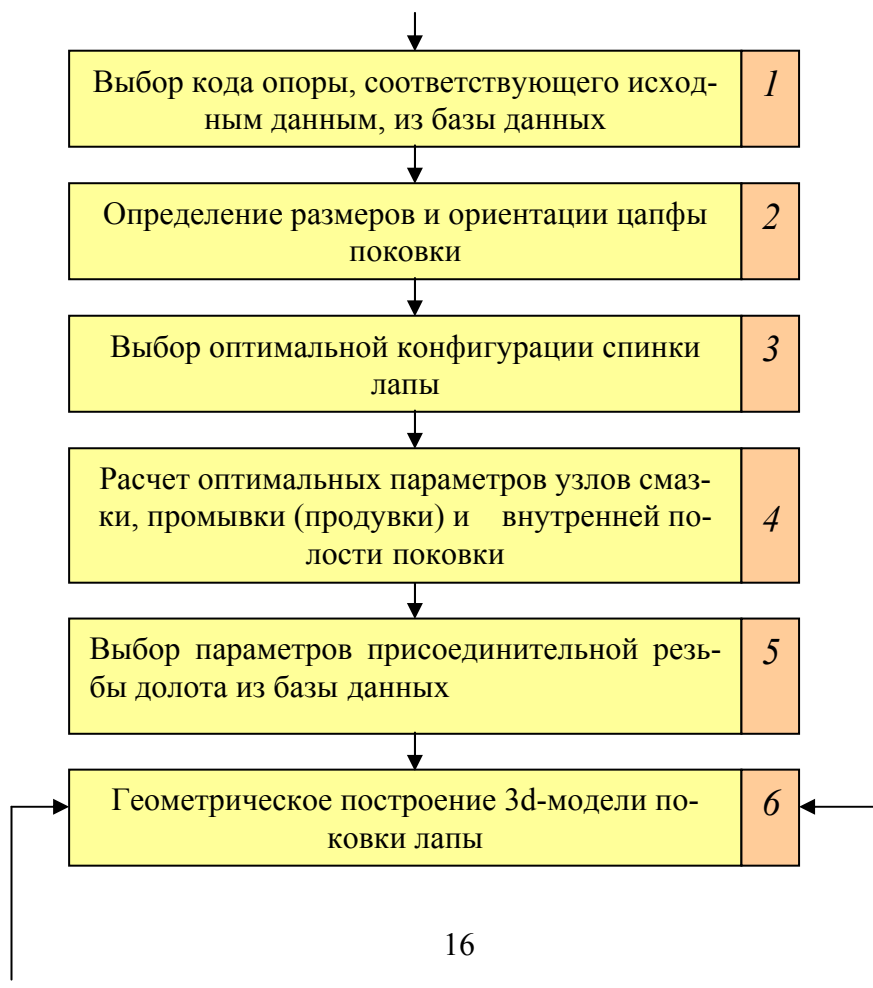 Выбор кода опоры, соответствующего исход-
ным данным, из базы данных
1
Определение размеров и ориентации цапфы
поковки
2
Выбор оптимальной конфигурации спинки
лапы
3
Расчет оптимальных параметров узлов смаз-
ки, промывки (продувки) и внутренней по-
лости поковки
4
Выбор параметров присоединительной резь-
бы долота из базы данных
5
Геометрическое построение 3d-модели по-
ковки лапы
6
16